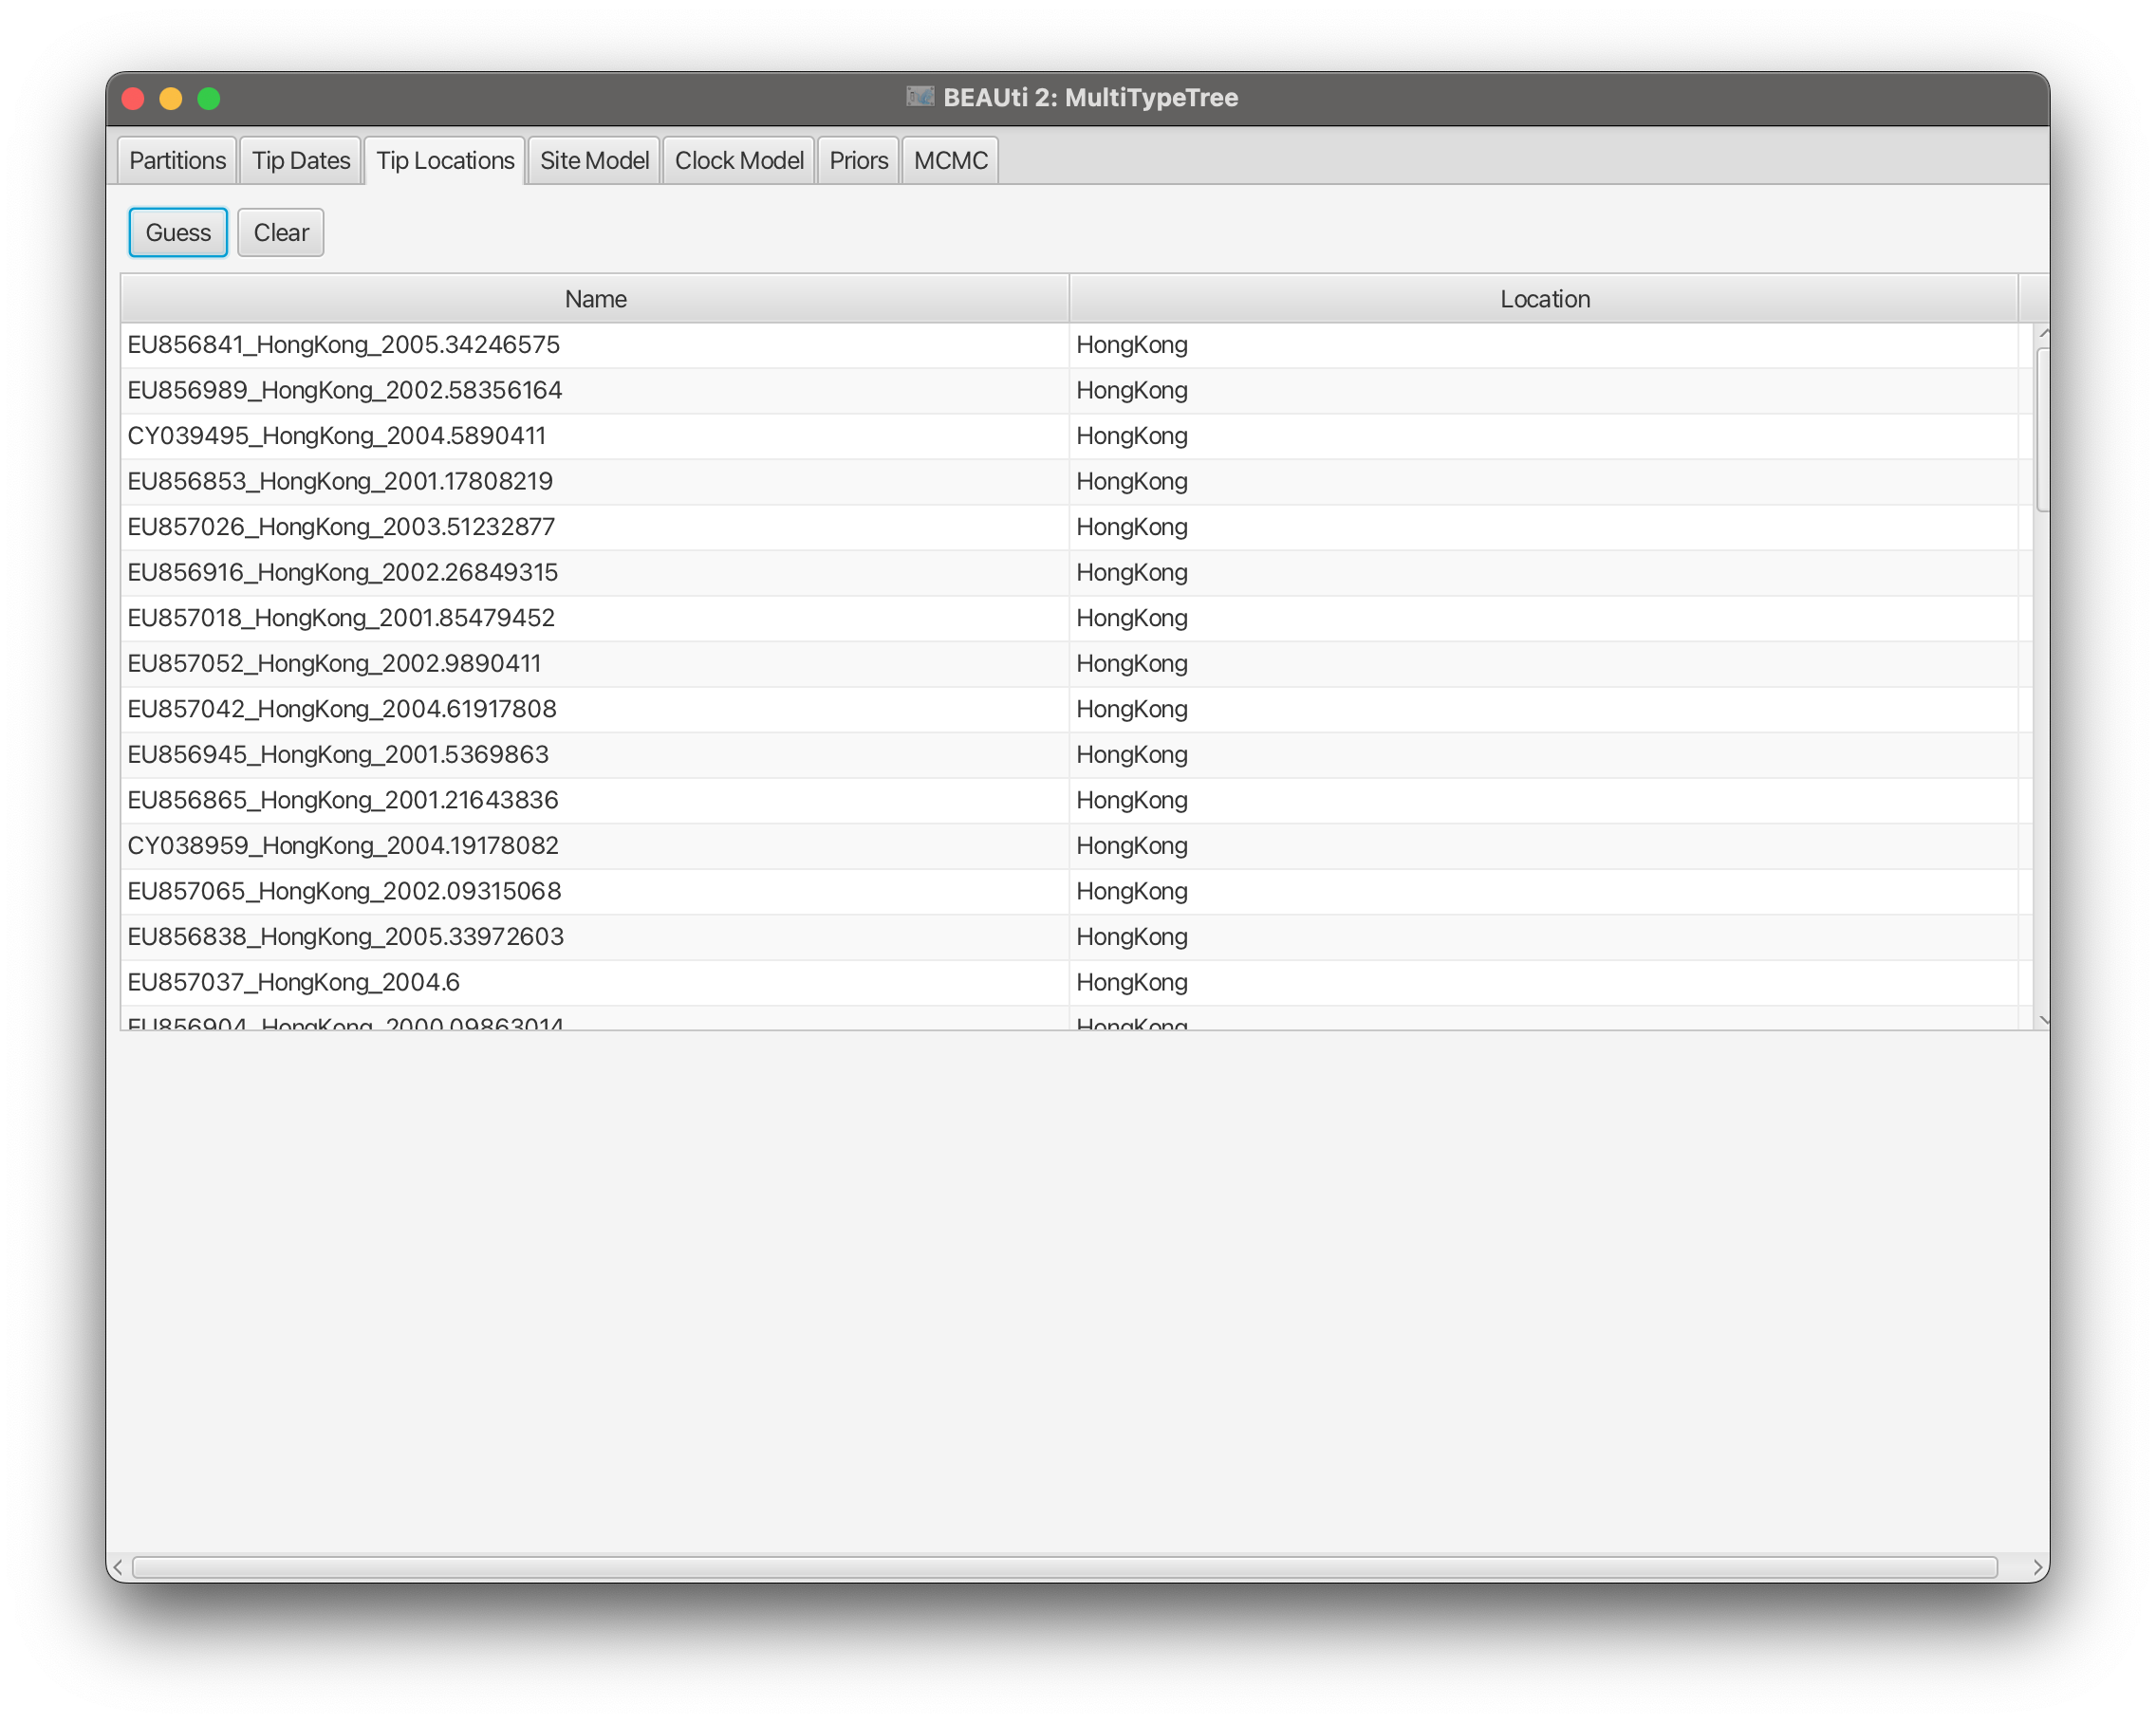 BEAUti 2: MultiTypeTree
Partitions Tip Dates Tip Locations Site Model Clock Model Priors MCMC
Guess Clear
Name Location
EU856841_HongKong_2005.34246575 HongKong
EU856989_HongKong_2002.58356164 HongKong
CY039495_HongKong_2004.5890411 HongKong
EU856853_HongKong_2001.17808219 HongKong
EU857026_HongKong_2003.51232877 HongKong
EU856916_HongKong_2002.26849315 HongKong
EU857018_HongKong_2001.85479452 HongKong
EU857052_HongKong_2002.9890411 HongKong
EU857042_HongKong_2004.61917808 HongKong
EU856945_HongKong_2001.5369863 HongKong
EU856865_HongKong_2001.21643836 HongKong
CY038959_HongKong_2004.19178082 HongKong
EU857065_HongKong_2002.09315068 HongKong
EU856838_HongKong_2005.33972603 HongKong
EU857037_HongKong_2004.6 HongKong
EU856904_HongKong_2000.09863014 HongKong